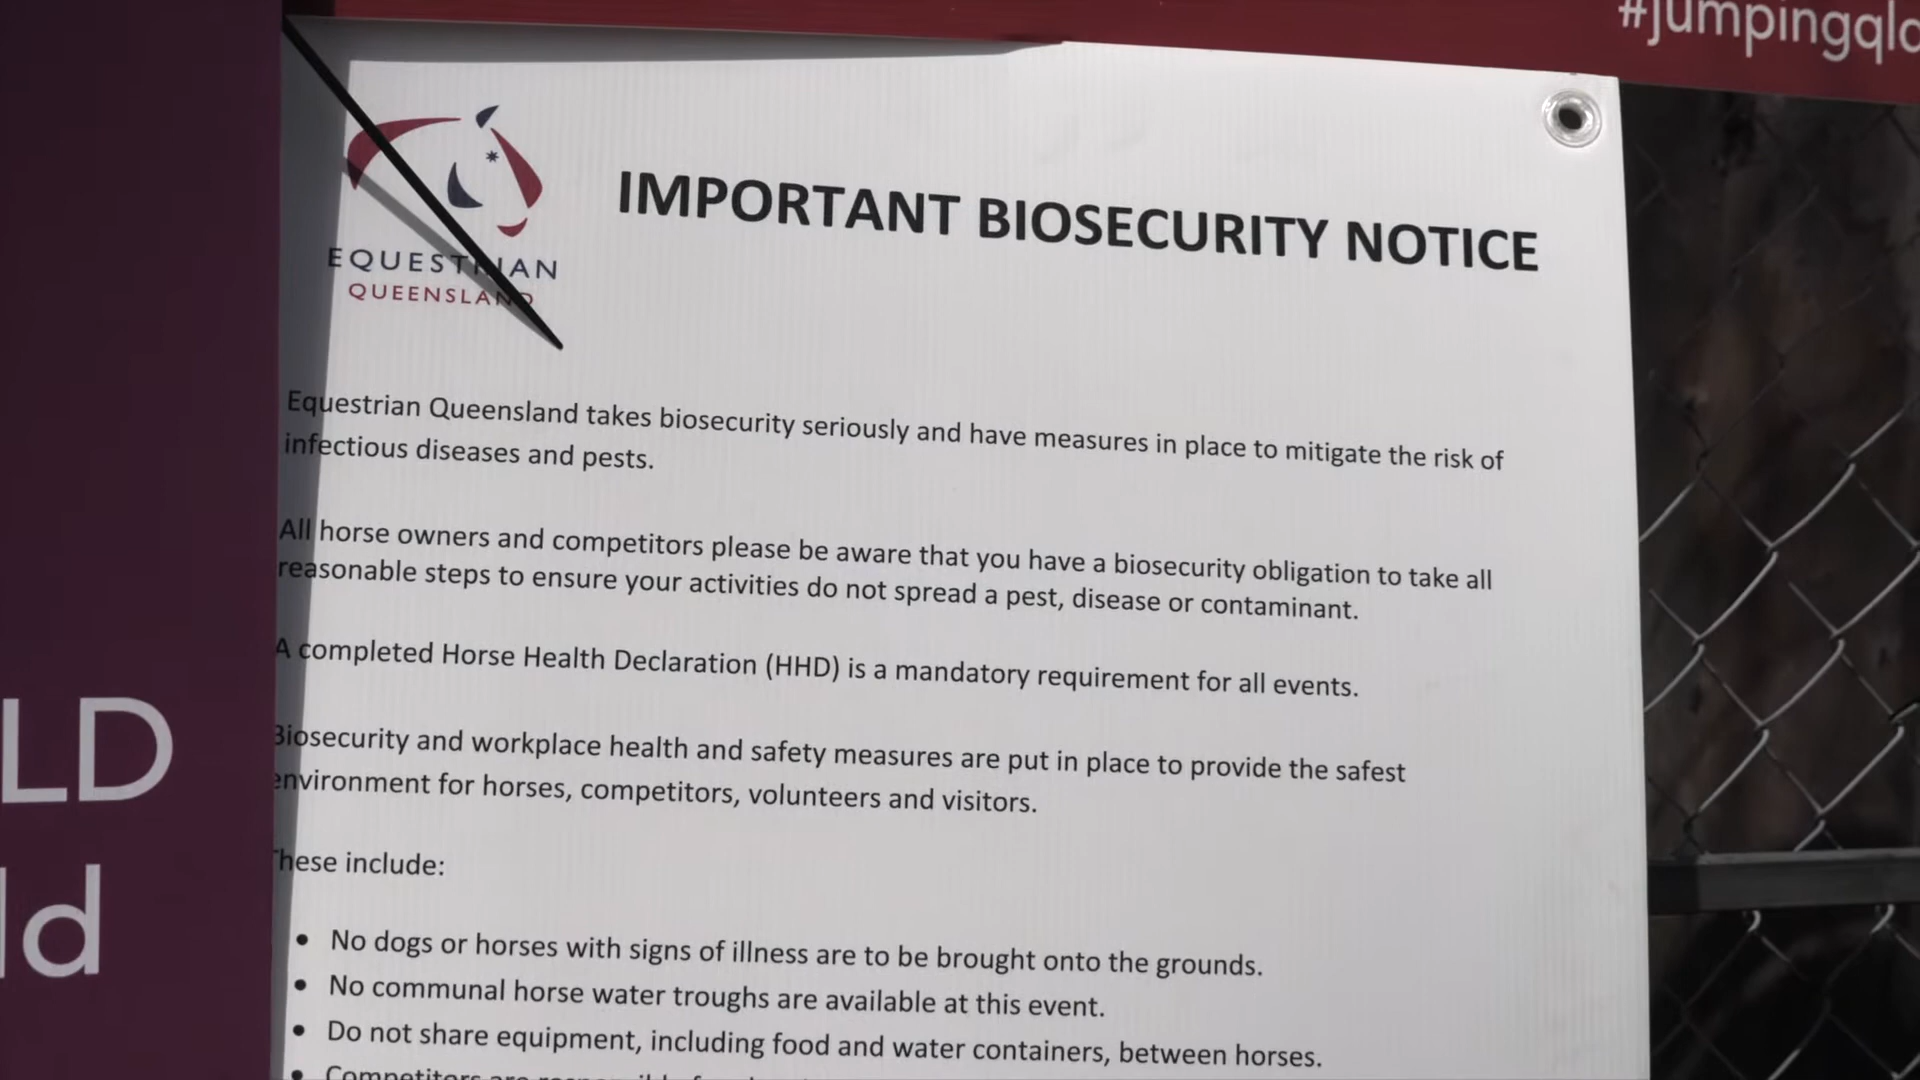 #jumpingqld
EQUESTRIAN
QUEENSLAND
IMPORTANT BIOSECURITY NOTICE
Equestrian Queensland takes biosecurity seriously and have measures in place to mitigate the risk of
infectious diseases and pests.
All horse owners and competitors please be aware that you have a biosecurity obligation to take all
reasonable steps to ensure your activities do not spread a pest, disease or contaminant.
A completed Horse Health Declaration (HHD) is a mandatory requirement for all events.
Biosecurity and workplace health and safety measures are put in place to provide the safest
environment for horses, competitors, volunteers and visitors.
These include:
• No dogs or horses with signs of illness are to be brought onto the grounds.
• No communal horse water troughs are available at this event.
• Do not share equipment, including food and water containers, between horses.
• Competitors are
LD
ld